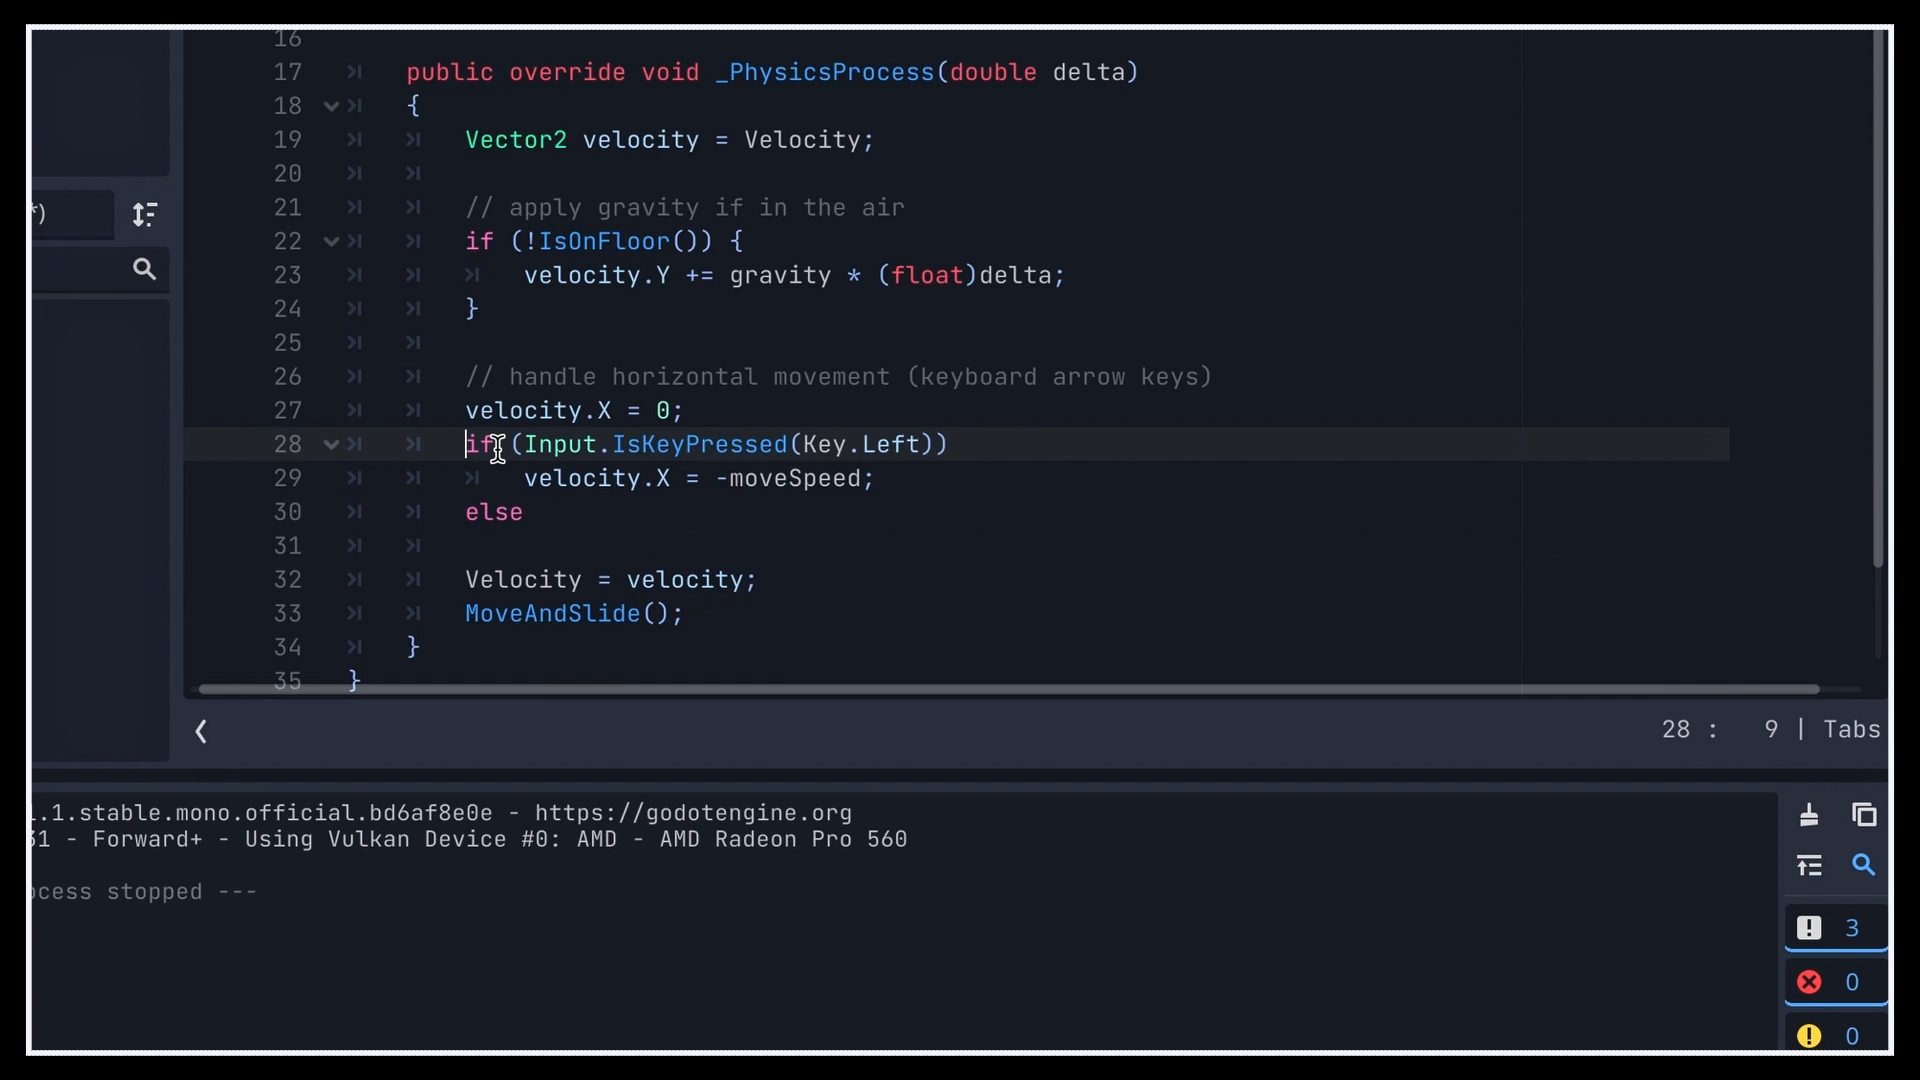 16
17 public override void _PhysicsProcess(double delta)
18 {
19 Vector2 velocity = Velocity;
20
21 // apply gravity if in the air
22 if (!IsOnFloor()) {
23 velocity.Y += gravity * (float)delta;
24 }
25
26 // handle horizontal movement (keyboard arrow keys)
27 velocity.X = 0;
28 if (Input.IsKeyPressed(Key.Left))
29 velocity.X = -moveSpeed;
30 else
31
32 Velocity = velocity;
33 MoveAndSlide();
34 }
35 }
*)
28 : 9 | Tabs
.1.stable.mono.official.bd6af8e0e - https://godotengine.org
31 - Forward+ - Using Vulkan Device #0: AMD - AMD Radeon Pro 560
ocess stopped ---
3
0
0